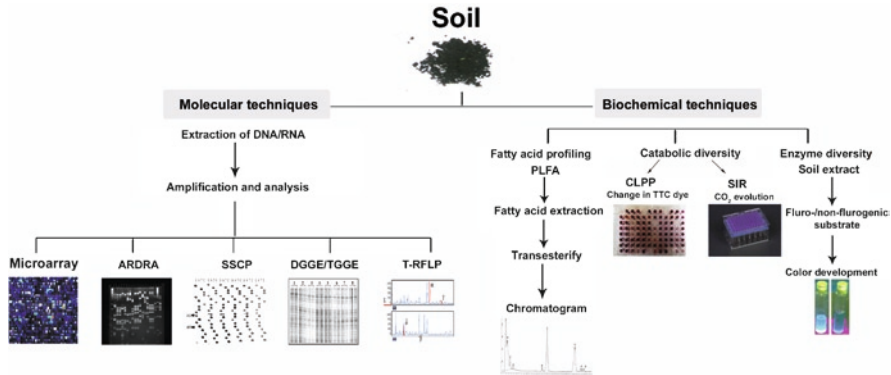 Soil
Molecular techniques
Biochemical techniques
Extraction of DNA/RNA
Amplification and analysis
Microarray
ARDRA
SSCP
DGGE/TGGE
T-RFLP
Fatty acid profiling
PLFA
Fatty acid extraction
Transesterify
Chromatogram
Catabolic diversity
CLPP
Change in TTC dye
SIR
CO₂ evolution
Enzyme diversity
Soil extract
Fluro-/non-flurogenic
substrate
Color development